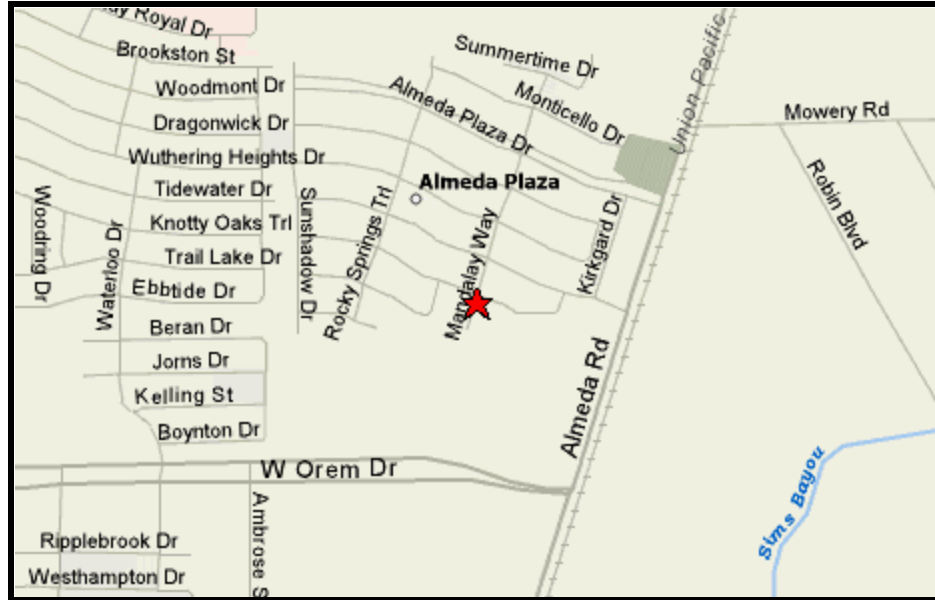 Royal Dr
Brookston St
Summertime Dr
Union Pacific
Woodmont Dr
Almeda Plaza Dr
Monticello Dr
Mowery Rd
Dragonwick Dr
Wuthering Heights Dr
Almeda Plaza
Tidewater Dr
Robin Blvd
Woodring Dr
Sunshadow Dr
Rocky Springs Trl
Mandalay Way
Kirkgard Dr
Knotty Oaks Trl
Waterloo Dr
Trail Lake Dr
Ebbtide Dr
Beran Dr
Jorns Dr
Almeda Rd
Kelling St
Boynton Dr
W Orem Dr
Sims Bayou
Ambrose S
Ripplebrook Dr
Westhampton Dr